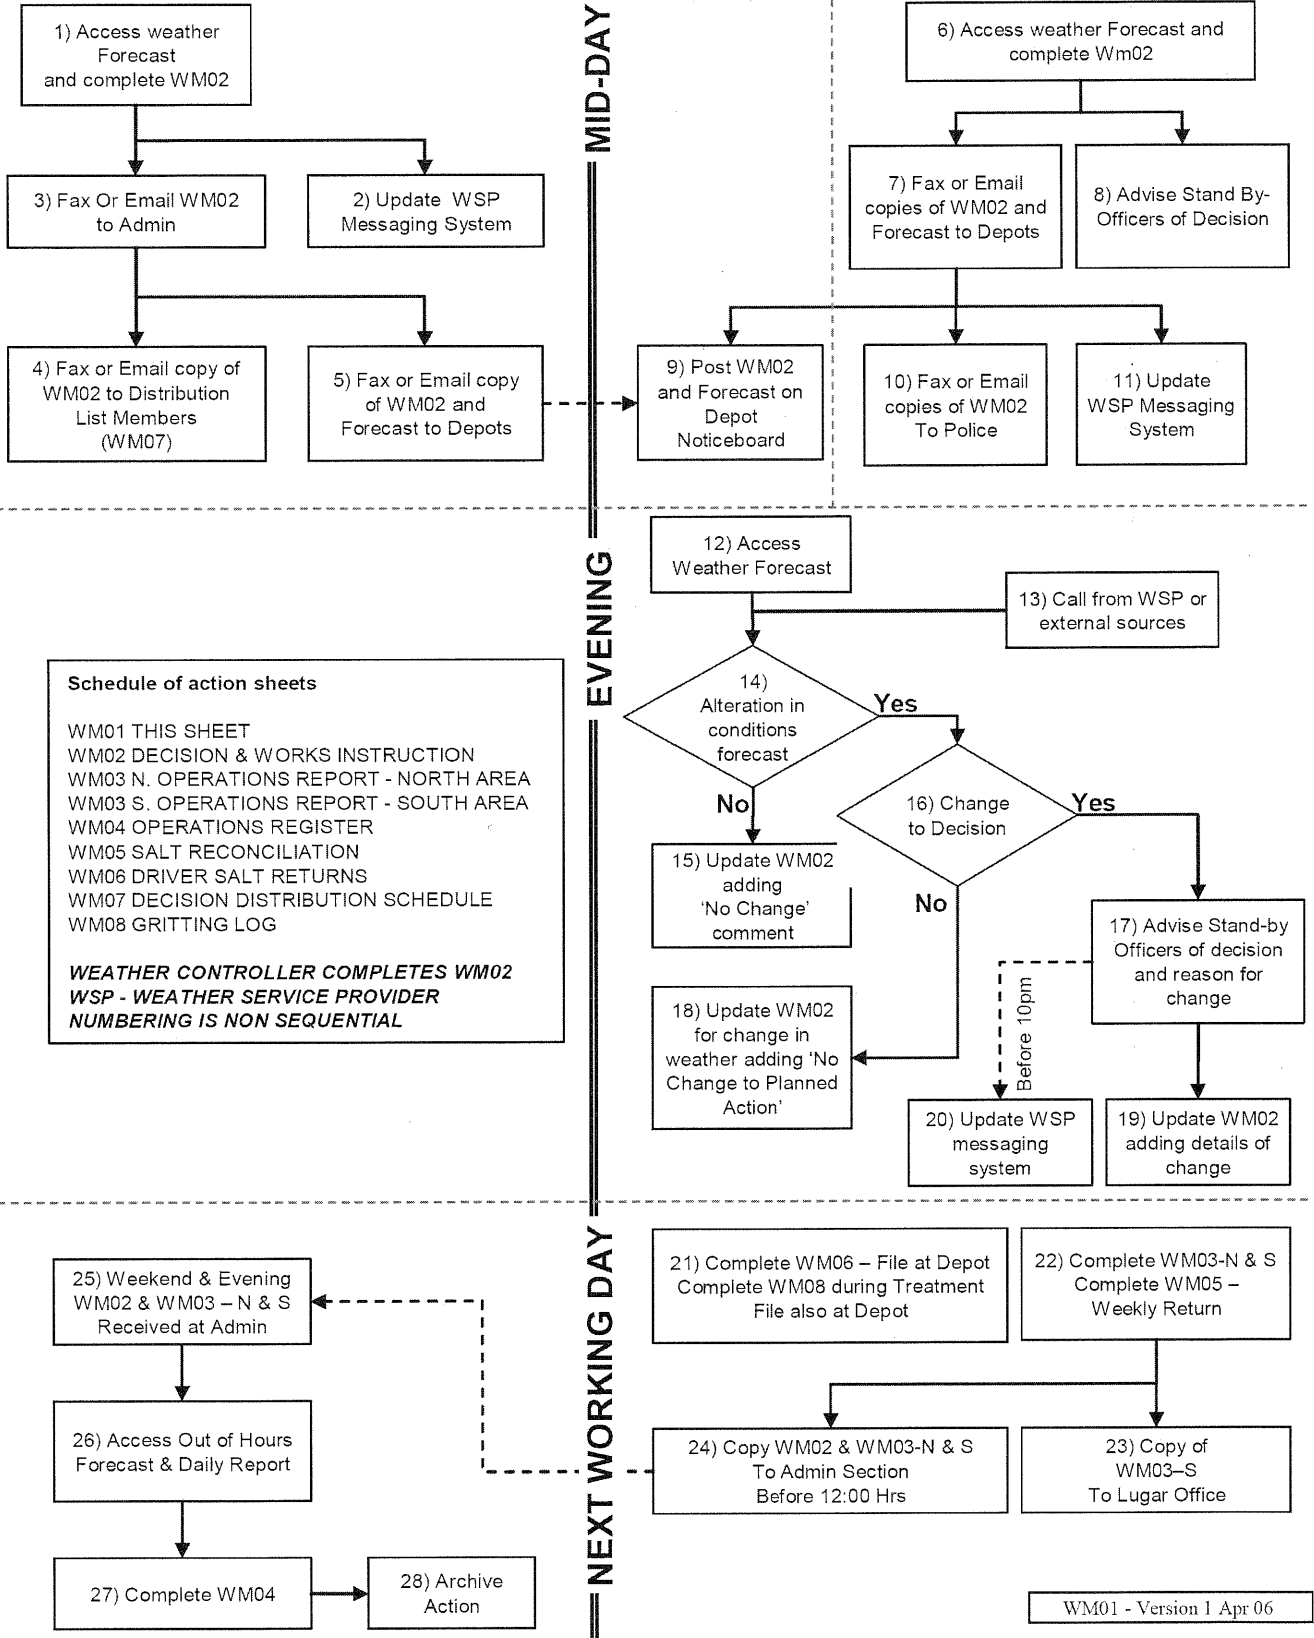 1) Access weather
Forecast
and complete WM02
3) Fax Or Email WM02
to Admin
2) Update WSP
Messaging System
4) Fax or Email copy of
WM02 to Distribution
List Members
(WM07)
5) Fax or Email copy
of WM02 and
Forecast to Depots
MID-DAY
6) Access weather Forecast and
complete Wm02
7) Fax or Email
copies of WM02 and
Forecast to Depots
8) Advise Stand By-
Officers of Decision
9) Post WM02
and Forecast on
Depot
Noticeboard
10) Fax or Email
copies of WM02
To Police
11) Update
WSP Messaging
System
EVENING
12) Access
Weather Forecast
13) Call from WSP or
external sources
14)
Alteration in
conditions
forecast
Yes
No
15) Update WM02
adding
‘No Change’
comment
16) Change
to Decision
Yes
No
17) Advise Stand-by
Officers of decision
and reason for
change
18) Update WM02
for change in
weather adding ‘No
Change to Planned
Action’
Before 10pm
20) Update WSP
messaging
system
19) Update WM02
adding details of
change
Schedule of action sheets
WM01 THIS SHEET
WM02 DECISION & WORKS INSTRUCTION
WM03 N. OPERATIONS REPORT - NORTH AREA
WM03 S. OPERATIONS REPORT - SOUTH AREA
WM04 OPERATIONS REGISTER
WM05 SALT RECONCILIATION
WM06 DRIVER SALT RETURNS
WM07 DECISION DISTRIBUTION SCHEDULE
WM08 GRITTING LOG
WEATHER CONTROLLER COMPLETES WM02
WSP - WEATHER SERVICE PROVIDER
NUMBERING IS NON SEQUENTIAL
NEXT WORKING DAY
21) Complete WM06 – File at Depot
Complete WM08 during Treatment
File also at Depot
22) Complete WM03-N & S
Complete WM05 –
Weekly Return
24) Copy WM02 & WM03-N & S
To Admin Section
Before 12:00 Hrs
23) Copy of
WM03–S
To Lugar Office
25) Weekend & Evening
WM02 & WM03 – N & S
Received at Admin
26) Access Out of Hours
Forecast & Daily Report
27) Complete WM04
28) Archive
Action
WM01 - Version 1 Apr 06